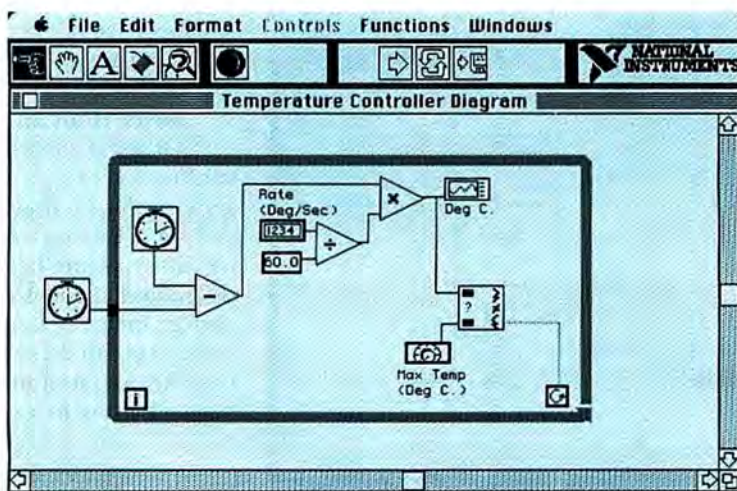 File Edit Format Controls Functions Windows
A
NATIONAL
INSTRUMENTS
Temperature Controller Diagram
Rate
(Deg/Sec)
1234
60.0
÷
×
−
Deg C.
?
Max Temp
(Deg C.)
i